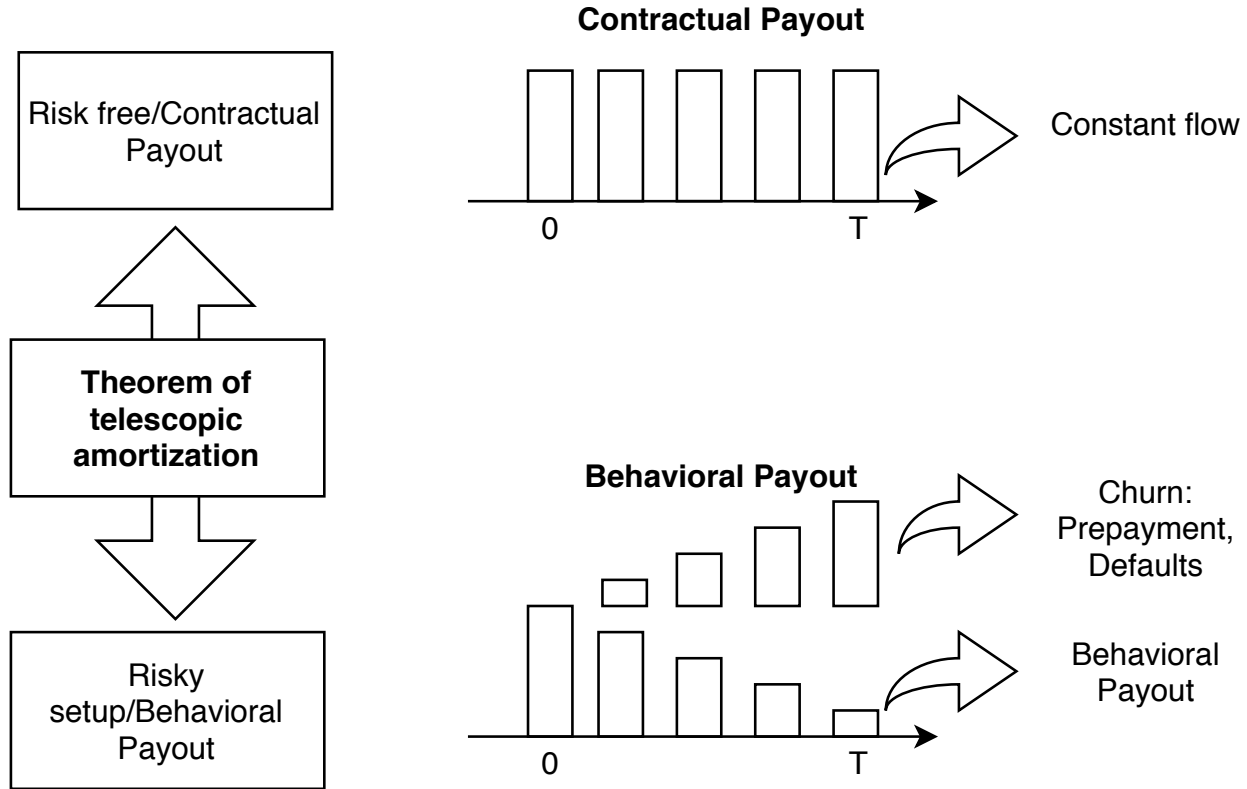 Contractual Payout
Risk free/Contractual
Payout
Constant flow
0
T
Theorem of
telescopic
amortization
Behavioral Payout
Churn:
Prepayment,
Defaults
Risky
setup/Behavioral
Payout
Behavioral
Payout
0
T